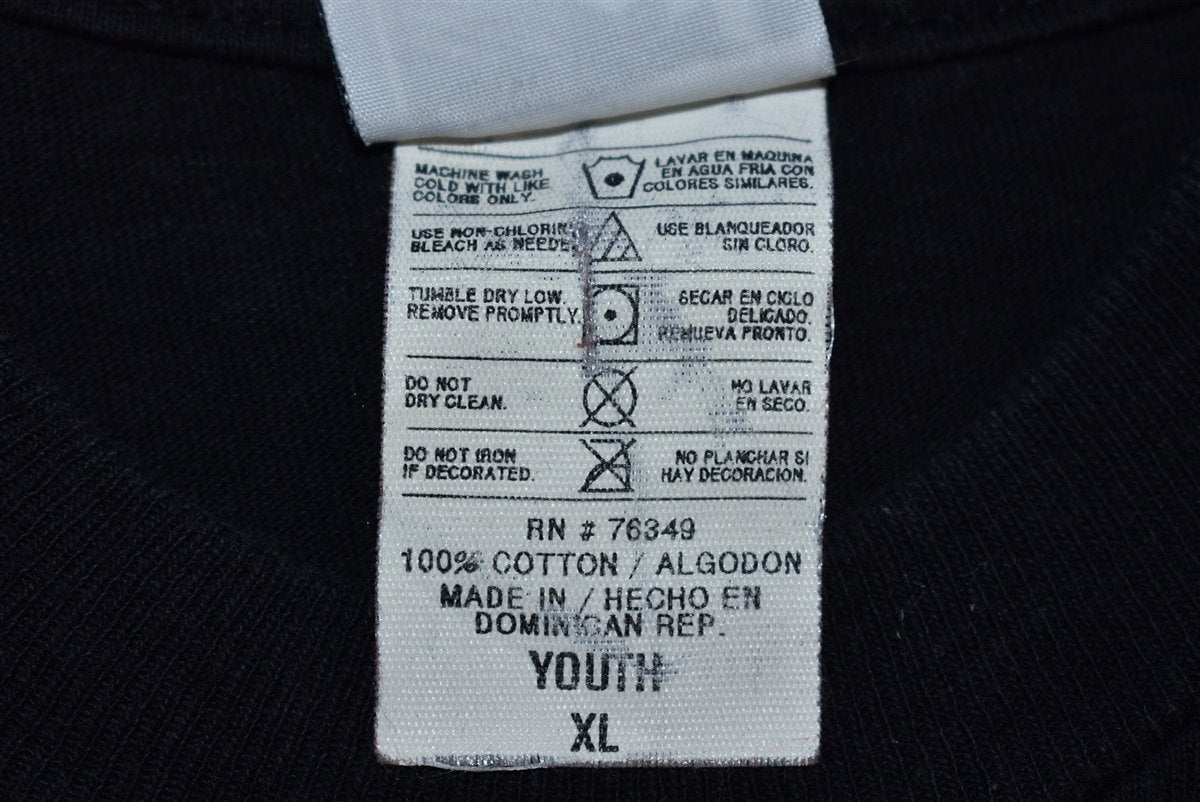 MACHINE WASH
COLD WITH LIKE
COLORS ONLY.
LAVAR EN MAQUINA
EN AGUA FRIA CON
COLORES SIMILARES.
USE NON-CHLORIN
BLEACH AS NEEDE
USE BLANQUEADOR
SIN CLORO.
TUMBLE DRY LOW.
REMOVE PROMPTLY.
SECAR EN CICLO
DELICADO.
REMUEVA PRONTO.
DO NOT
DRY CLEAN.
NO LAVAR
EN SECO.
DO NOT IRON
IF DECORATED.
NO PLANCHAR SI
HAY DECORACION.
RN # 76349
100% COTTON / ALGODON
MADE IN / HECHO EN
DOMINICAN REP.
YOUTH
XL